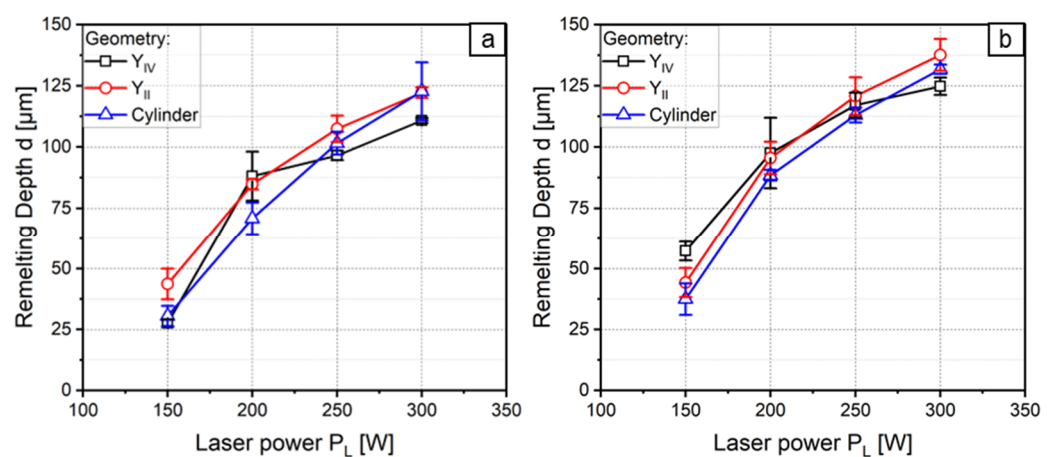 150
125
100
75
50
25
0
Remelting Depth d [µm]
Geometry:
Y_IV
Y_II
Cylinder
a
100 150 200 250 300 350
Laser power P_L [W]
150
125
100
75
50
25
0
Remelting Depth d [µm]
Geometry:
Y_IV
Y_II
Cylinder
b
100 150 200 250 300 350
Laser power P_L [W]